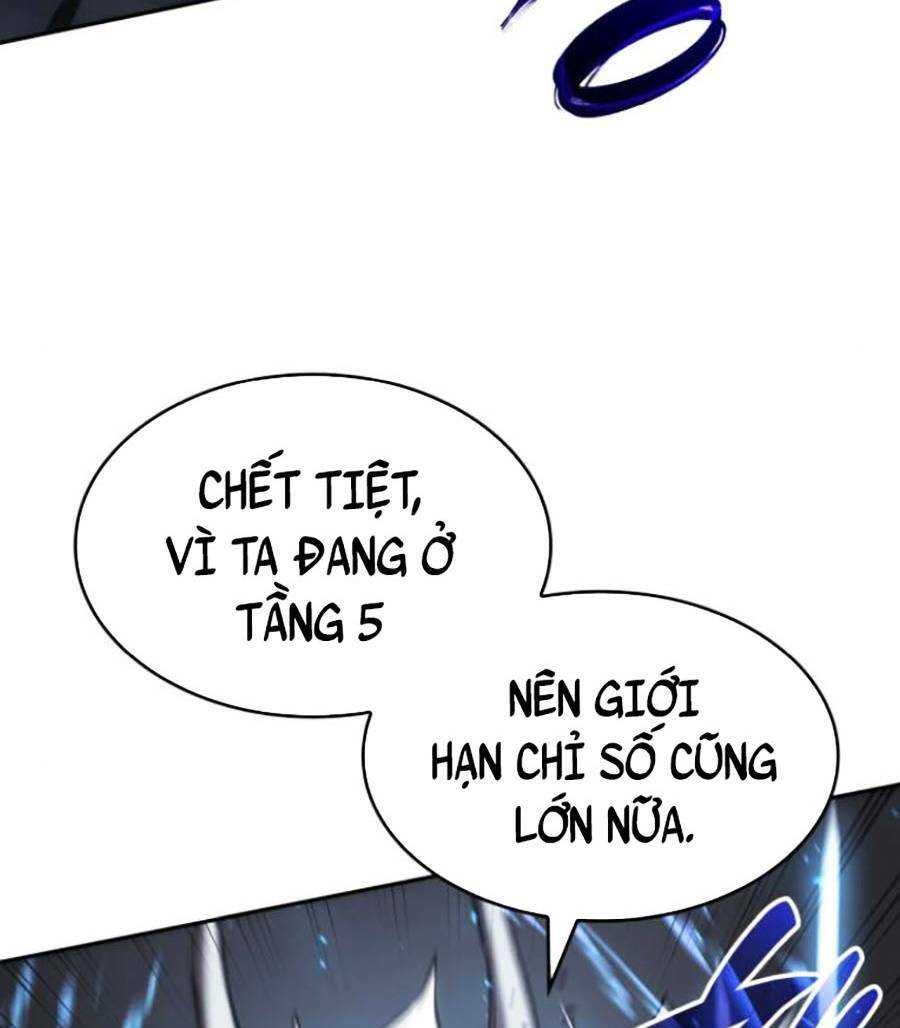 CHẾT TIỆT,
VÌ TA ĐANG Ở
TẦNG 5
NÊN GIỚI
HẠN CHỈ SỐ CŨNG
LỚN NỮA.